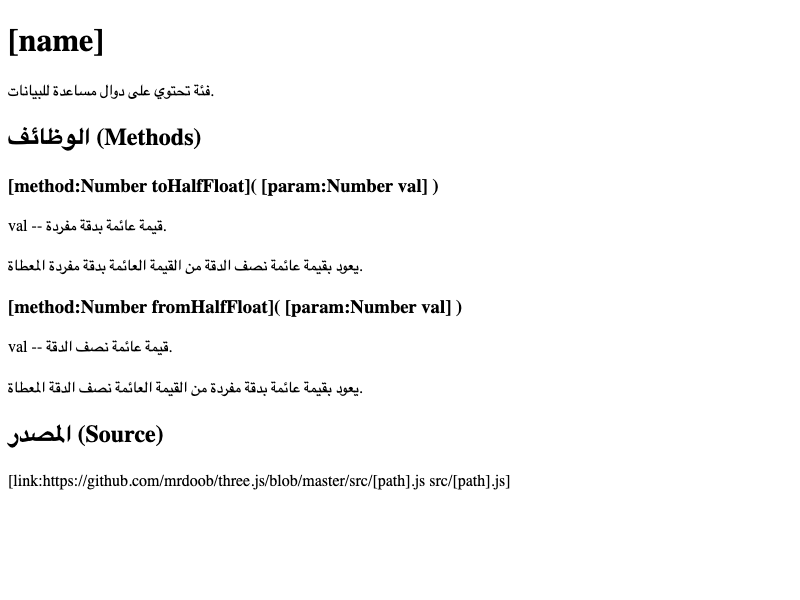 [name]
فئة تحتوي على دوال مساعدة للبيانات.
الوظائف (Methods)
[method:Number toHalfFloat]( [param:Number val] )
val -- قيمة عائمة بدقة مفردة.
يعود بقيمة عائمة نصف الدقة من القيمة العائمة بدقة مفردة المعطاة.
[method:Number fromHalfFloat]( [param:Number val] )
val -- قيمة عائمة نصف الدقة.
يعود بقيمة عائمة بدقة مفردة من القيمة العائمة نصف الدقة المعطاة.
المصدر (Source)
[link:https://github.com/mrdoob/three.js/blob/master/src/[path].js src/[path].js]